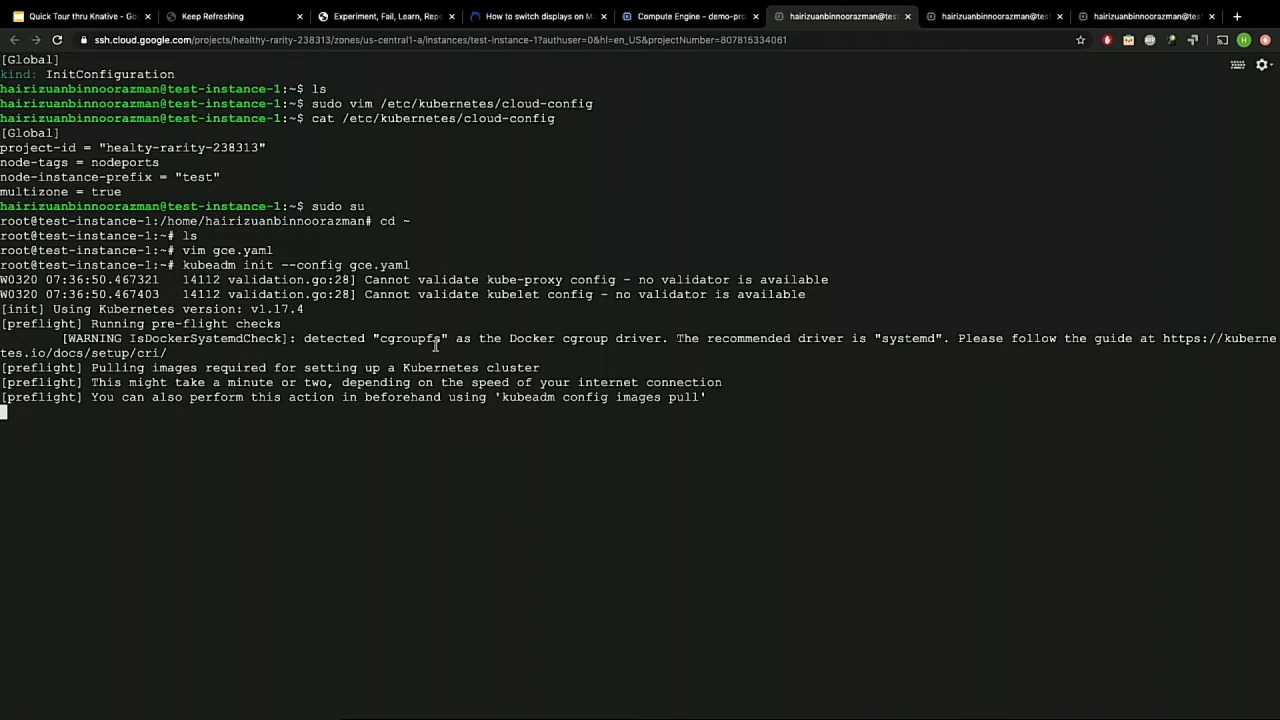 Quick Tour thru Knative - Go
Keep Refreshing
Experiment, Fail, Learn, Repe
How to switch displays on M
Compute Engine - demo-pro
hairizuanbinnoorazman@test
hairizuanbinnoorazman@test
hairizuanbinnoorazman@test
ssh.cloud.google.com/projects/healthy-rarity-238313/zones/us-central1-a/instances/test-instance-1?authuser=0&hl=en_US&projectNumber=807815334061
[Global]
kind: InitConfiguration
hairizuanbinnoorazman@test-instance-1:~$ ls
hairizuanbinnoorazman@test-instance-1:~$ sudo vim /etc/kubernetes/cloud-config
hairizuanbinnoorazman@test-instance-1:~$ cat /etc/kubernetes/cloud-config
[Global]
project-id = "healty-rarity-238313"
node-tags = nodeports
node-instance-prefix = "test"
multizone = true
hairizuanbinnoorazman@test-instance-1:~$ sudo su
root@test-instance-1:/home/hairizuanbinnoorazman# cd ~
root@test-instance-1:~# ls
root@test-instance-1:~# vim gce.yaml
root@test-instance-1:~# kubeadm init --config gce.yaml
W0320 07:36:50.467321   14112 validation.go:28] Cannot validate kube-proxy config - no validator is available
W0320 07:36:50.467403   14112 validation.go:28] Cannot validate kubelet config - no validator is available
[init] Using Kubernetes version: v1.17.4
[preflight] Running pre-flight checks
[WARNING IsDockerSystemdCheck]: detected "cgroupfs" as the Docker cgroup driver. The recommended driver is "systemd". Please follow the guide at https://kuberne
tes.io/docs/setup/cri/
[preflight] Pulling images required for setting up a Kubernetes cluster
[preflight] This might take a minute or two, depending on the speed of your internet connection
[preflight] You can also perform this action in beforehand using 'kubeadm config images pull'